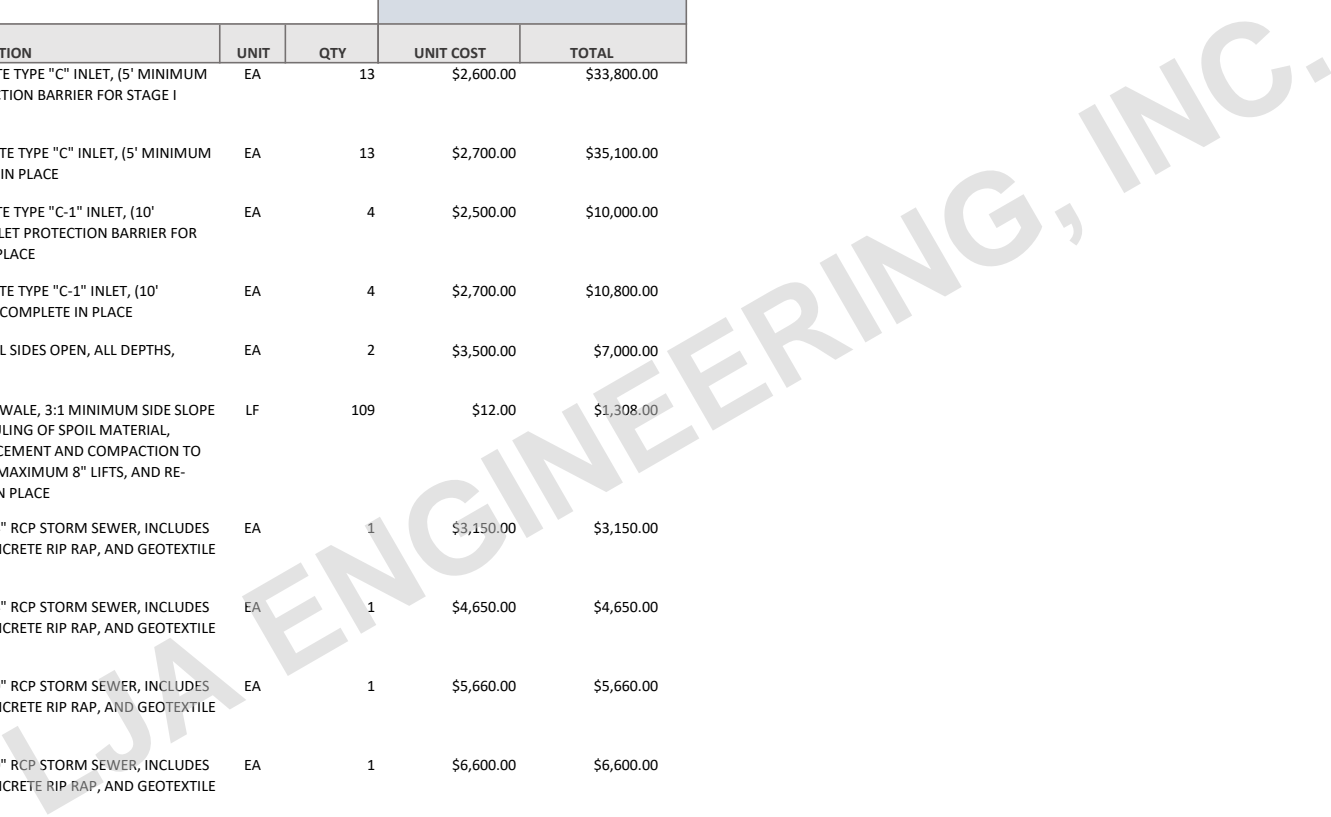 TION UNIT QTY UNIT COST TOTAL
TE TYPE "C" INLET, (5' MINIMUM EA 13 $2,600.00 $33,800.00
CTION BARRIER FOR STAGE I
TE TYPE "C" INLET, (5' MINIMUM EA 13 $2,700.00 $35,100.00
IN PLACE
TE TYPE "C-1" INLET, (10' EA 4 $2,500.00 $10,000.00
LET PROTECTION BARRIER FOR
PLACE
TE TYPE "C-1" INLET, (10' EA 4 $2,700.00 $10,800.00
COMPLETE IN PLACE
L SIDES OPEN, ALL DEPTHS, EA 2 $3,500.00 $7,000.00
WALE, 3:1 MINIMUM SIDE SLOPE LF 109 $12.00 $1,308.00
ULING OF SPOIL MATERIAL,
CEMENT AND COMPACTION TO
MAXIMUM 8" LIFTS, AND RE-
N PLACE
" RCP STORM SEWER, INCLUDES EA 1 $3,150.00 $3,150.00
NCRETE RIP RAP, AND GEOTEXTILE
" RCP STORM SEWER, INCLUDES EA 1 $4,650.00 $4,650.00
NCRETE RIP RAP, AND GEOTEXTILE
" RCP STORM SEWER, INCLUDES EA 1 $5,660.00 $5,660.00
NCRETE RIP RAP, AND GEOTEXTILE
" RCP STORM SEWER, INCLUDES EA 1 $6,600.00 $6,600.00
NCRETE RIP RAP, AND GEOTEXTILE
LJA ENGINEERING, INC.